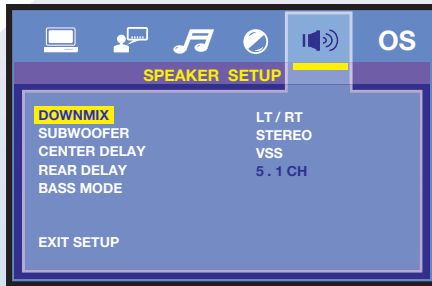 OS
SPEAKER SETUP
DOWNMIX LT / RT
SUBWOOFER STEREO
CENTER DELAY VSS
REAR DELAY 5 . 1 CH
BASS MODE
EXIT SETUP